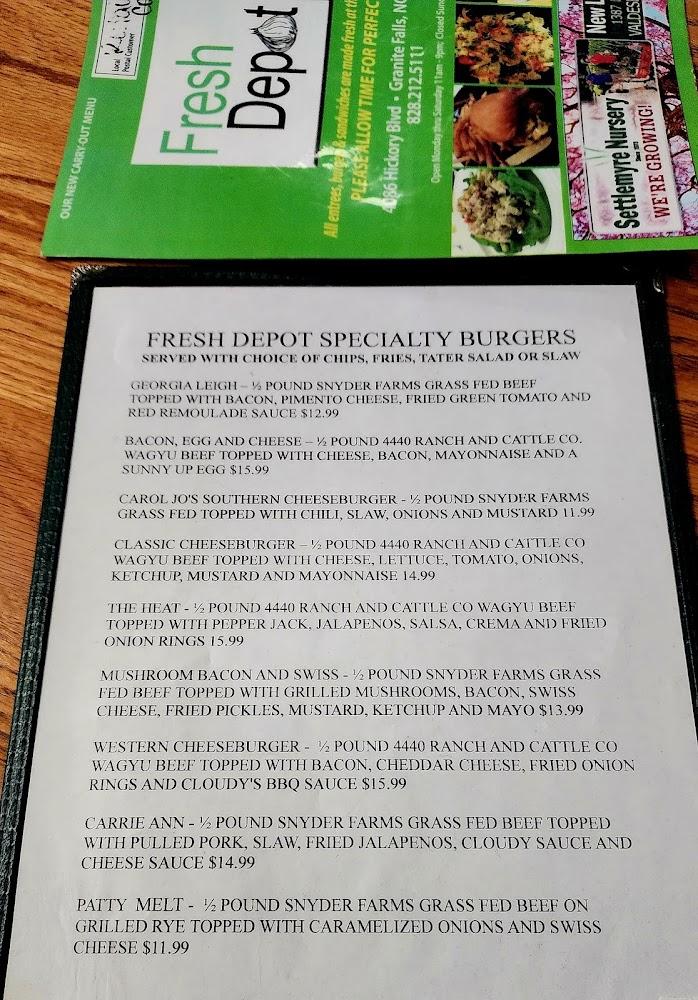 OUR NEW CARRY-OUT MENU
Local
Postal Customer
Fresh
Depot
All entrees, burgers & sandwiches are made fresh at
PLEASE ALLOW TIME FOR
4086 Hickory Blvd • Granite Falls, NC
828.212.5111
Open Monday thru Saturday 11am - 9pm; Closed
Settlemyre Nursery
WE'RE GROWING!
FRESH DEPOT SPECIALTY BURGERS
SERVED WITH CHOICE OF CHIPS, FRIES, TATER SALAD OR SLAW
GEORGIA LEIGH – ½ POUND SNYDER FARMS GRASS FED BEEF
TOPPED WITH BACON, PIMENTO CHEESE, FRIED GREEN TOMATO AND
RED REMOULADE SAUCE $12.99
BACON, EGG AND CHEESE – ½ POUND 4440 RANCH AND CATTLE CO.
WAGYU BEEF TOPPED WITH CHEESE, BACON, MAYONNAISE AND A
SUNNY UP EGG $15.99
CAROL JO'S SOUTHERN CHEESEBURGER - ½ POUND SNYDER FARMS
GRASS FED TOPPED WITH CHILI, SLAW, ONIONS AND MUSTARD 11.99
CLASSIC CHEESEBURGER – ½ POUND 4440 RANCH AND CATTLE CO
WAGYU BEEF TOPPED WITH CHEESE, LETTUCE, TOMATO, ONIONS,
KETCHUP, MUSTARD AND MAYONNAISE 14.99
THE HEAT - ½ POUND 4440 RANCH AND CATTLE CO WAGYU BEEF
TOPPED WITH PEPPER JACK, JALAPENOS, SALSA, CREMA AND FRIED
ONION RINGS 15.99
MUSHROOM BACON AND SWISS - ½ POUND SNYDER FARMS GRASS
FED BEEF TOPPED WITH GRILLED MUSHROOMS, BACON, SWISS
CHEESE, FRIED PICKLES, MUSTARD, KETCHUP AND MAYO $13.99
WESTERN CHEESEBURGER - ½ POUND 4440 RANCH AND CATTLE CO
WAGYU BEEF TOPPED WITH BACON, CHEDDAR CHEESE, FRIED ONION
RINGS AND CLOUDY'S BBQ SAUCE $15.99
CARRIE ANN - ½ POUND SNYDER FARMS GRASS FED BEEF TOPPED
WITH PULLED PORK, SLAW, FRIED JALAPENOS, CLOUDY SAUCE AND
CHEESE SAUCE $14.99
PATTY MELT - ½ POUND SNYDER FARMS GRASS FED BEEF ON
GRILLED RYE TOPPED WITH CARAMELIZED ONIONS AND SWISS
CHEESE $11.99